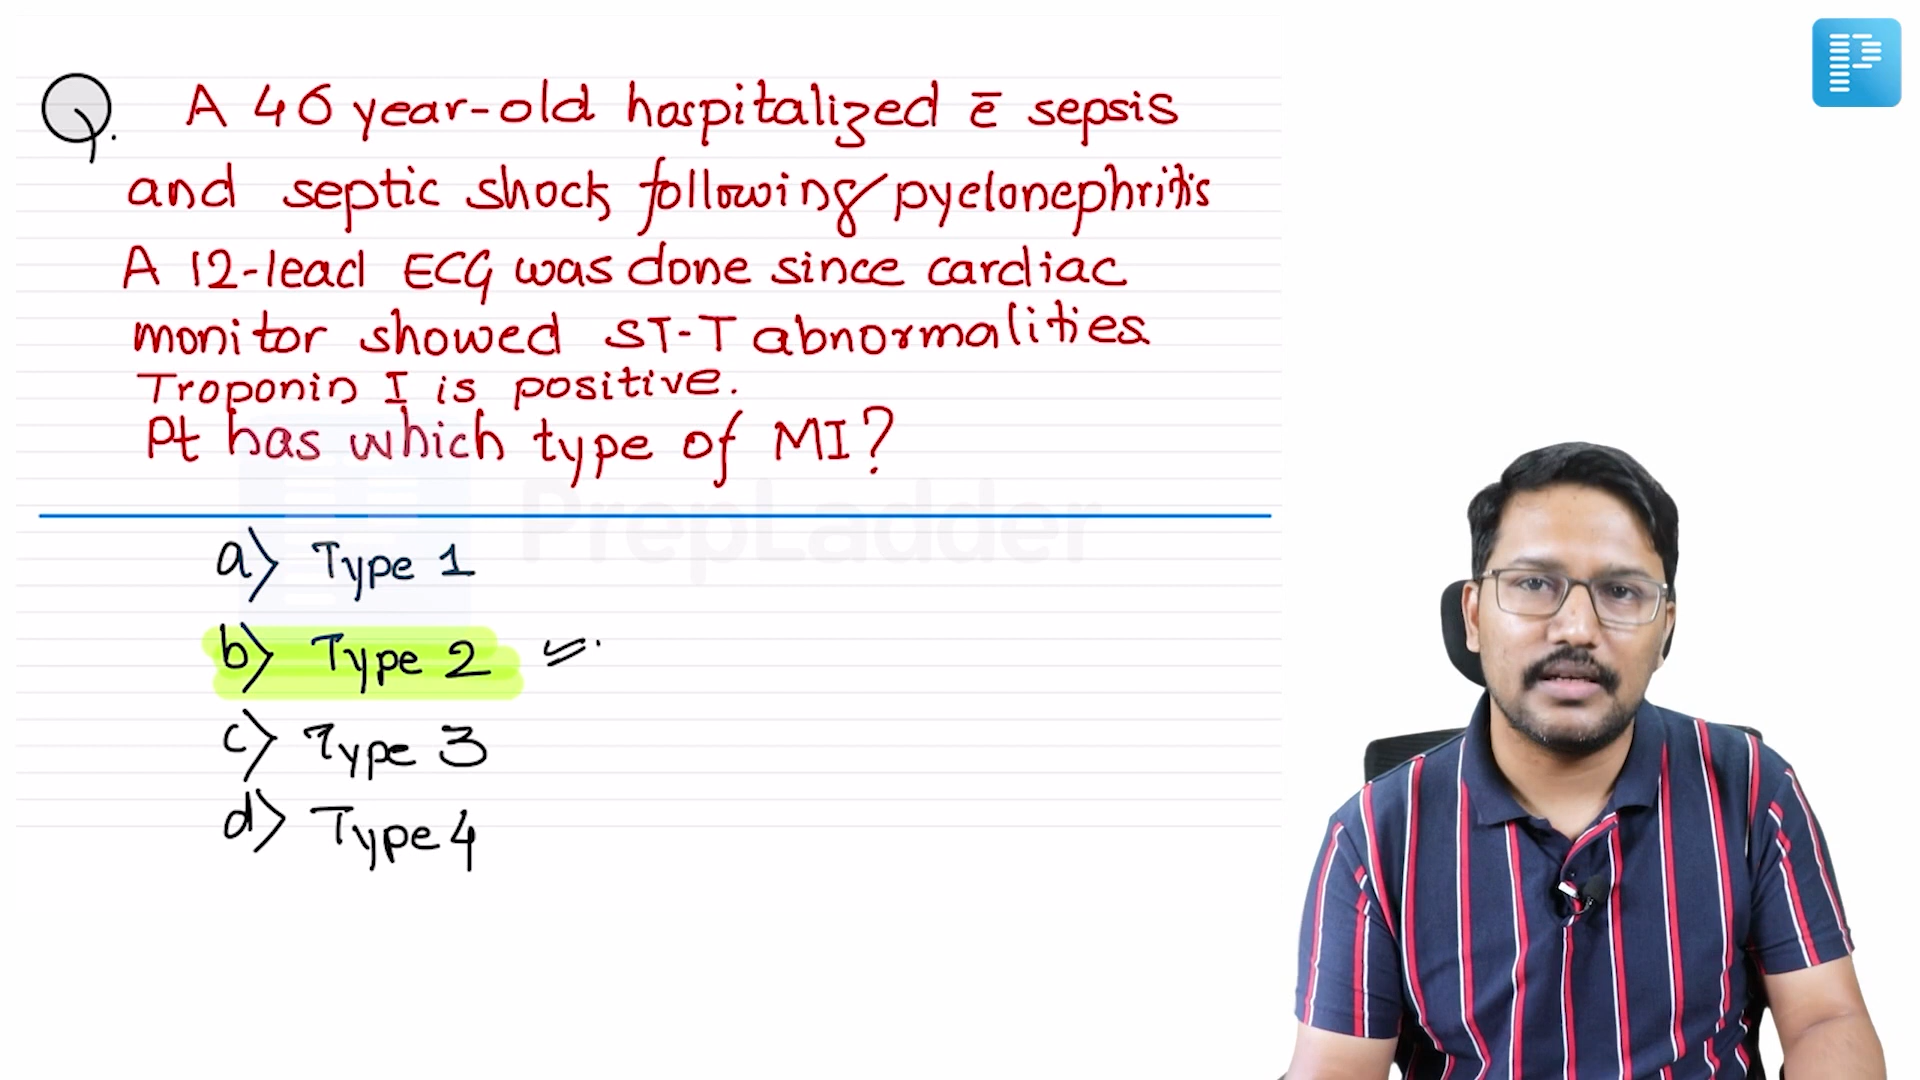 Q. A 46 year-old hospitalized ē sepsis
and septic shock following pyelonephritis
A 12-lead ECG was done since cardiac
monitor showed ST-T abnormalities
Troponin I is positive.
Pt has which type of MI?
PrepLadder
a) Type 1
b) Type 2
c) Type 3
d) Type 4